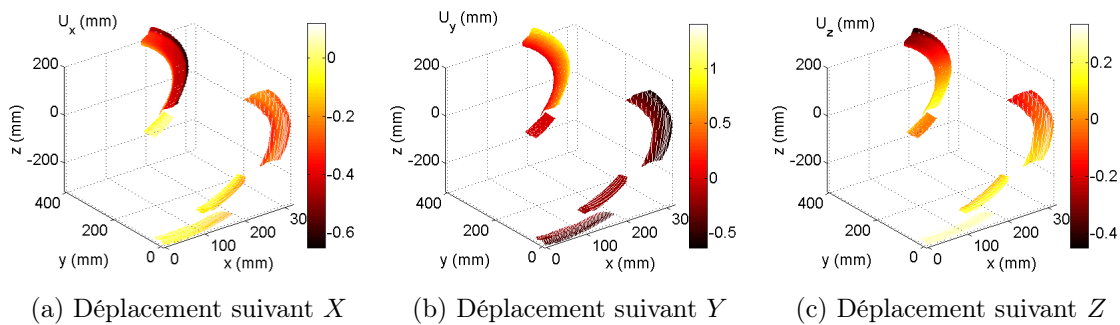 U_x (mm)
200
0
-200
z (mm)
400
200
0
y (mm)
0
100
200
30
x (mm)
0
-0.2
-0.4
-0.6
(a) Déplacement suivant X
U_y (mm)
200
0
-200
z (mm)
400
200
0
y (mm)
0
100
200
30
x (mm)
1
0.5
0
-0.5
(b) Déplacement suivant Y
U_z (mm)
200
0
-200
z (mm)
400
200
0
y (mm)
0
100
200
30
x (mm)
0.2
0
-0.2
-0.4
(c) Déplacement suivant Z